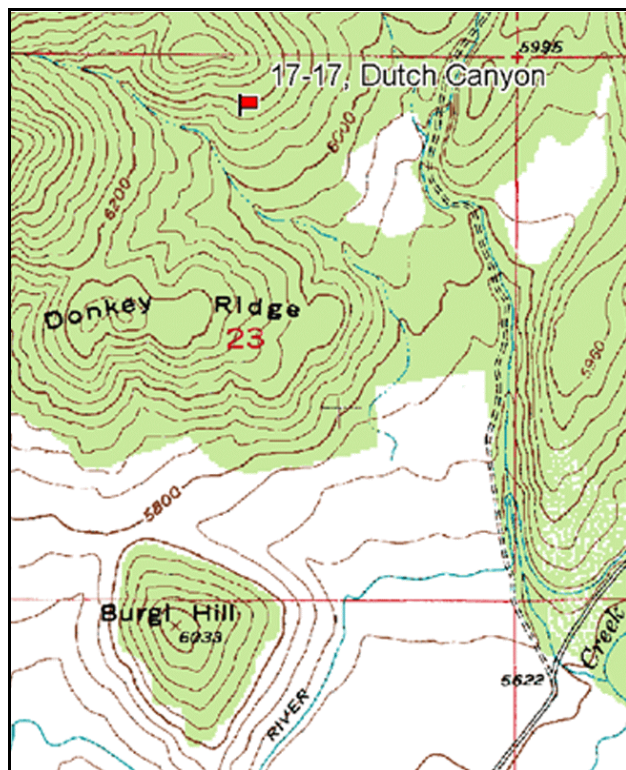 5995
17-17, Dutch Canyon
6000
6200
Donkey Ridge
23
5960
5800
Burgl Hill
6033
Creek
5622
RIVER